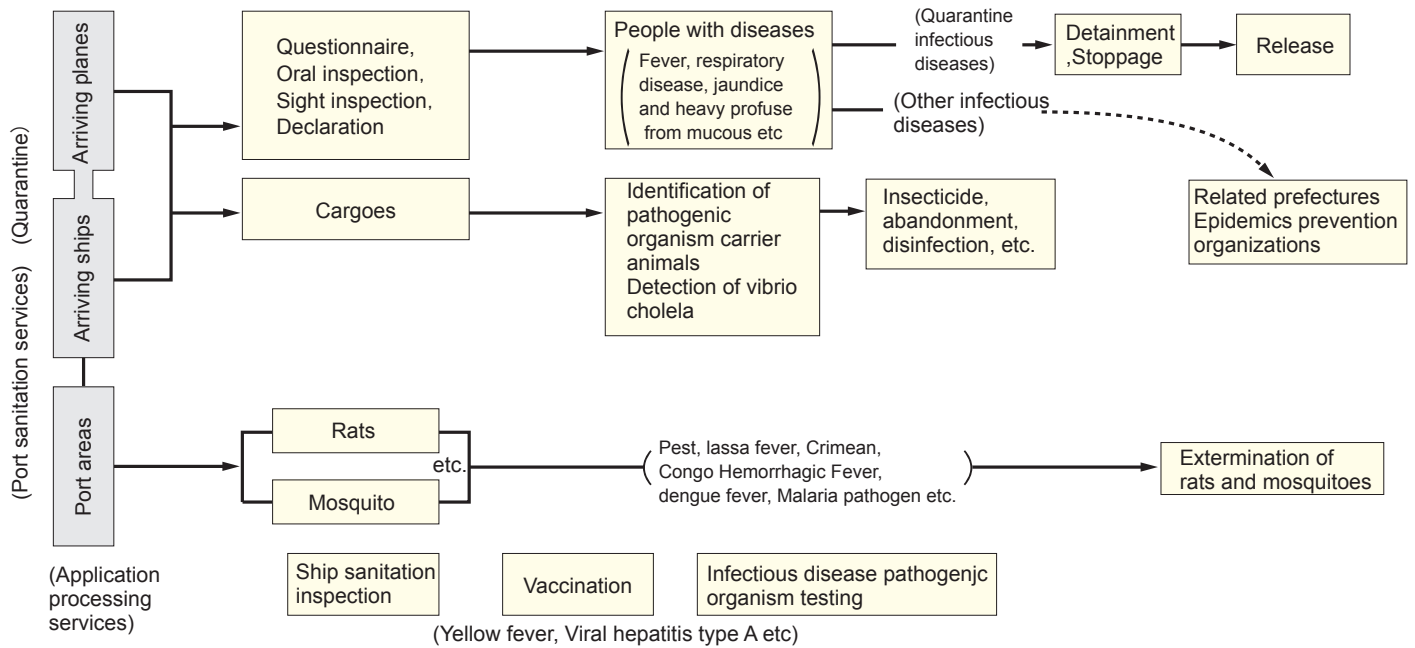 (Quarantine)
(Port sanitation services)
Arriving planes
Arriving ships
Port areas
Questionnaire,
Oral inspection,
Sight inspection,
Declaration
People with diseases
Fever, respiratory
disease, jaundice
and heavy profuse
from mucous etc
(Quarantine
infectious
diseases)
Detainment
,Stoppage
Release
(Other infectious
diseases)
Related prefectures
Epidemics prevention
organizations
Cargoes
Identification of
pathogenic
organism carrier
animals
Detection of vibrio
cholela
Insecticide,
abandonment,
disinfection, etc.
Rats
etc.
Mosquito
Pest, lassa fever, Crimean,
Congo Hemorrhagic Fever,
dengue fever, Malaria pathogen etc.
Extermination of
rats and mosquitoes
(Application
processing
services)
Ship sanitation
inspection
Vaccination
Infectious disease pathogenjc
organism testing
(Yellow fever, Viral hepatitis type A etc)